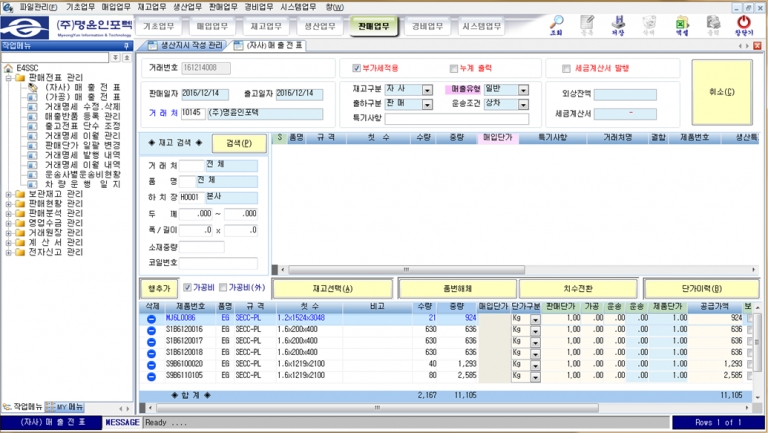 파일관리(F) 기초업무 매입업무 재고업무 생산업무 판매업무 경비업무 시스템업무 창(W)
(주)명윤인포텍
MyoungYun Information & Technology.
기초업무 매입업무 재고업무 생산업무 판매업무 경비업무 시스템업무
조회 등록 저장 삭제 엑셀 출력 창닫기
작업메뉴
생산지시 작성 관리 (자사) 매 출 전 표
E4SSC
판매전표 관리
(자사) 매 출 전 표
(가공) 매 출 전 표
거래명세 수정.삭제
매출반품 등록 관리
출고전표 단수 조정
거래명세 이월 관리
판매단가 일괄 변경
거래명세 발행 내역
거래명세 이월 내역
운송사별운송비현황
차 량 운 행 일 지
보관재고 관리
판매현황 관리
판매분석 관리
영업수금 관리
거래원장 관리
계 산 서 관리
전자신고 관리
거래번호 161214008
부가세적용 누계 출력 세금계산서 발행
판매일자 2016/12/14 출고일자 2016/12/14
거 래 처 10145 (주)명윤인포텍
재고구분 자 사 매출유형 일반
출하구분 판 매 운송조건 상차
특기사항
외상잔액
세금계산서 -
취소(C)
◈ 재고 검색 ◈ 검색(P)
거 래 처 전 체
품 명 전 체
하 치 장 H0001 본사
두 께 .000 ~ .000
폭/길이 .0 x .0
소재중량
코일번호
S 품명 규 격 칫 수 수량 중량 매입단가 특기사항 거래처명 결함 제품번호 생산특
행추가 가공비 가공비(外) 재고선택(A) 품번해체 치수전환 단가이력(B)
삭제 제품번호 품명 규 격 칫 수 비고 수량 중량 매입단가 단가구분 판매단가 가공 운송 운송 제품단가 공급가액 보
MJ6L0086 EG SECC-PL 1.2x1524x3048 21 924 Kg 1.00 .00 .00 .00 1.00 924
S1B6120016 EG SECC-PL 1.6x200x400 630 636 Kg 1.00 .00 .00 .00 1.00 636
S1B6120017 EG SECC-PL 1.6x200x400 630 636 Kg 1.00 .00 .00 .00 1.00 636
S1B6120018 EG SECC-PL 1.6x200x400 630 636 Kg 1.00 .00 .00 .00 1.00 636
S9B6100020 EG SECC-PL 1.6x1219x2100 40 1,293 Kg 1.00 .00 .00 .00 1.00 1,293
S9B6110105 EG SECC-PL 1.6x1219x2100 80 2,585 Kg 1.00 .00 .00 .00 1.00 2,585
◈ 합 계 ◈ 2,167 11,105 11,105
작업메뉴 MY 메뉴
(자사) 매 출 전 표 MESSAGE Ready .... Rows 1 of 1